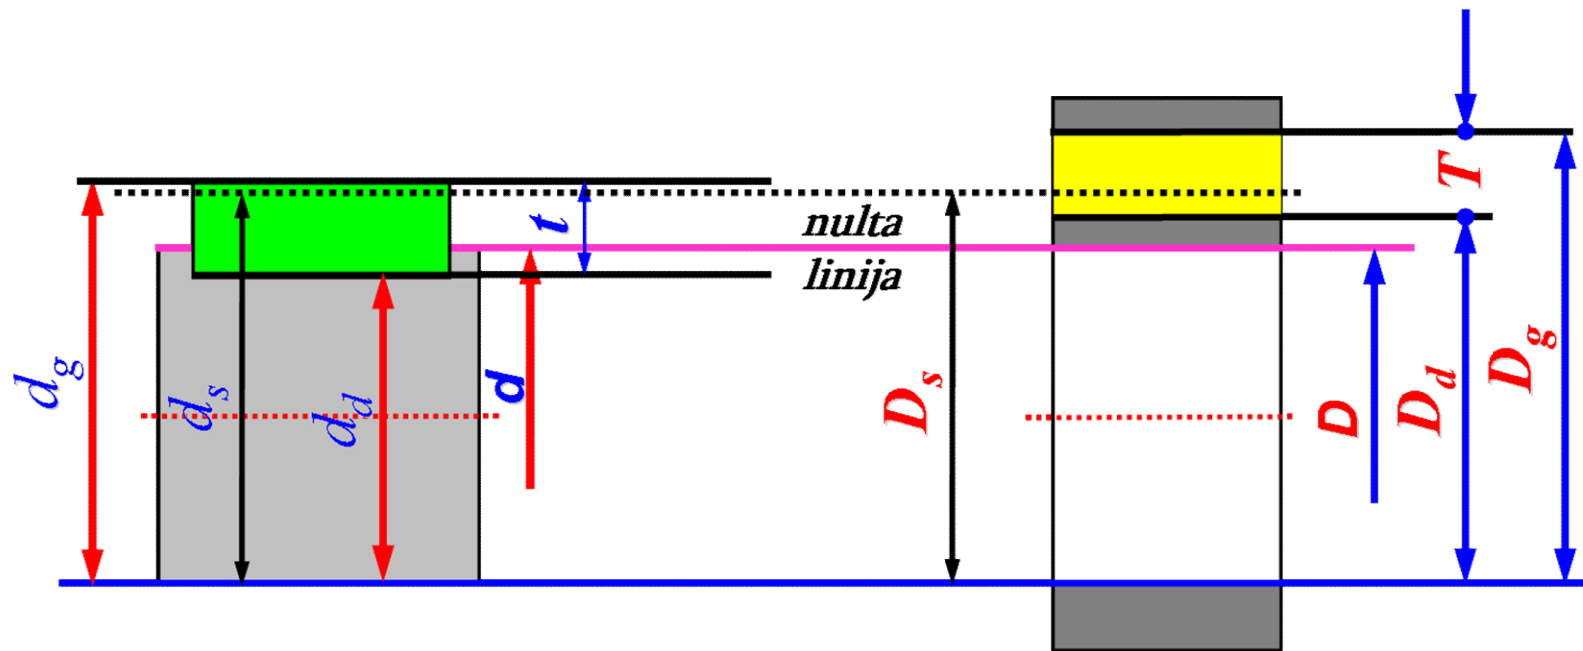 d_g
d_s
d_d
d
t
nulta
linija
D_s
D
D_d
D_g
T